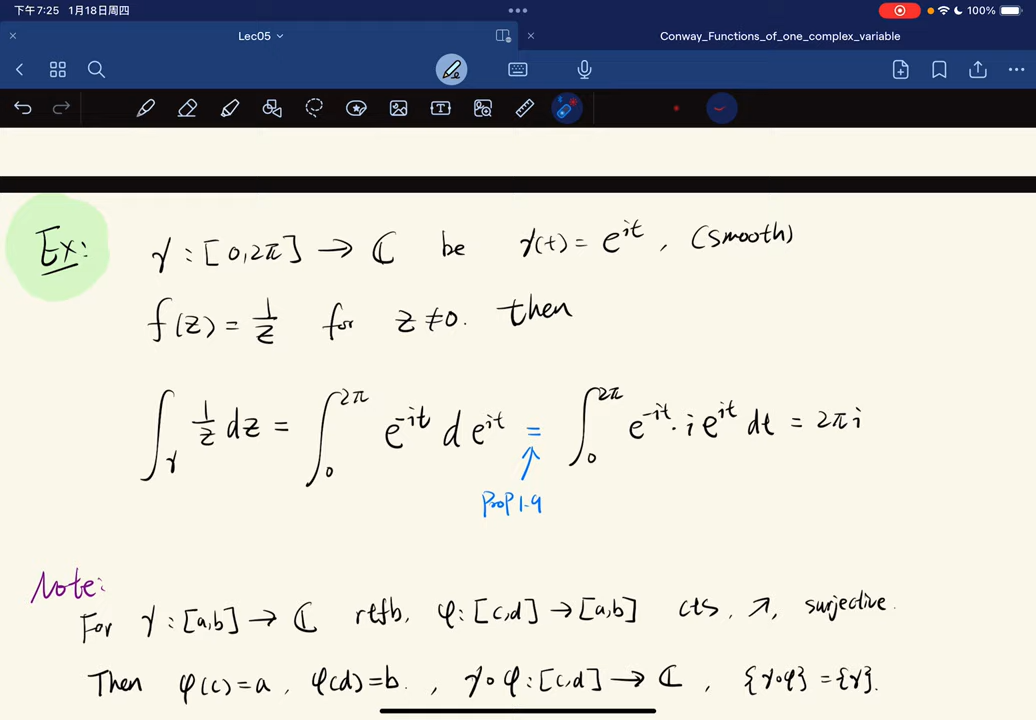 下午7:25 1月18日周四 100%
Lec05 Conway_Functions_of_one_complex_variable
Ex: γ : [0,2π] → ℂ be γ(t) = e^{it}, (smooth)
f(z) = 1/z for z ≠ 0. then
∫_γ 1/z dz = ∫_0^{2π} e^{-it} d e^{it} = ∫_0^{2π} e^{-it} · i e^{it} dt = 2πi
Prop 1.9
Note:
For γ : [a,b] → ℂ rtfb, φ : [c,d] → [a,b] cts, ↗, surjective.
Then φ(c)=a, φ(d)=b., γ∘φ : [c,d] → ℂ, {γ∘φ} = {γ}.